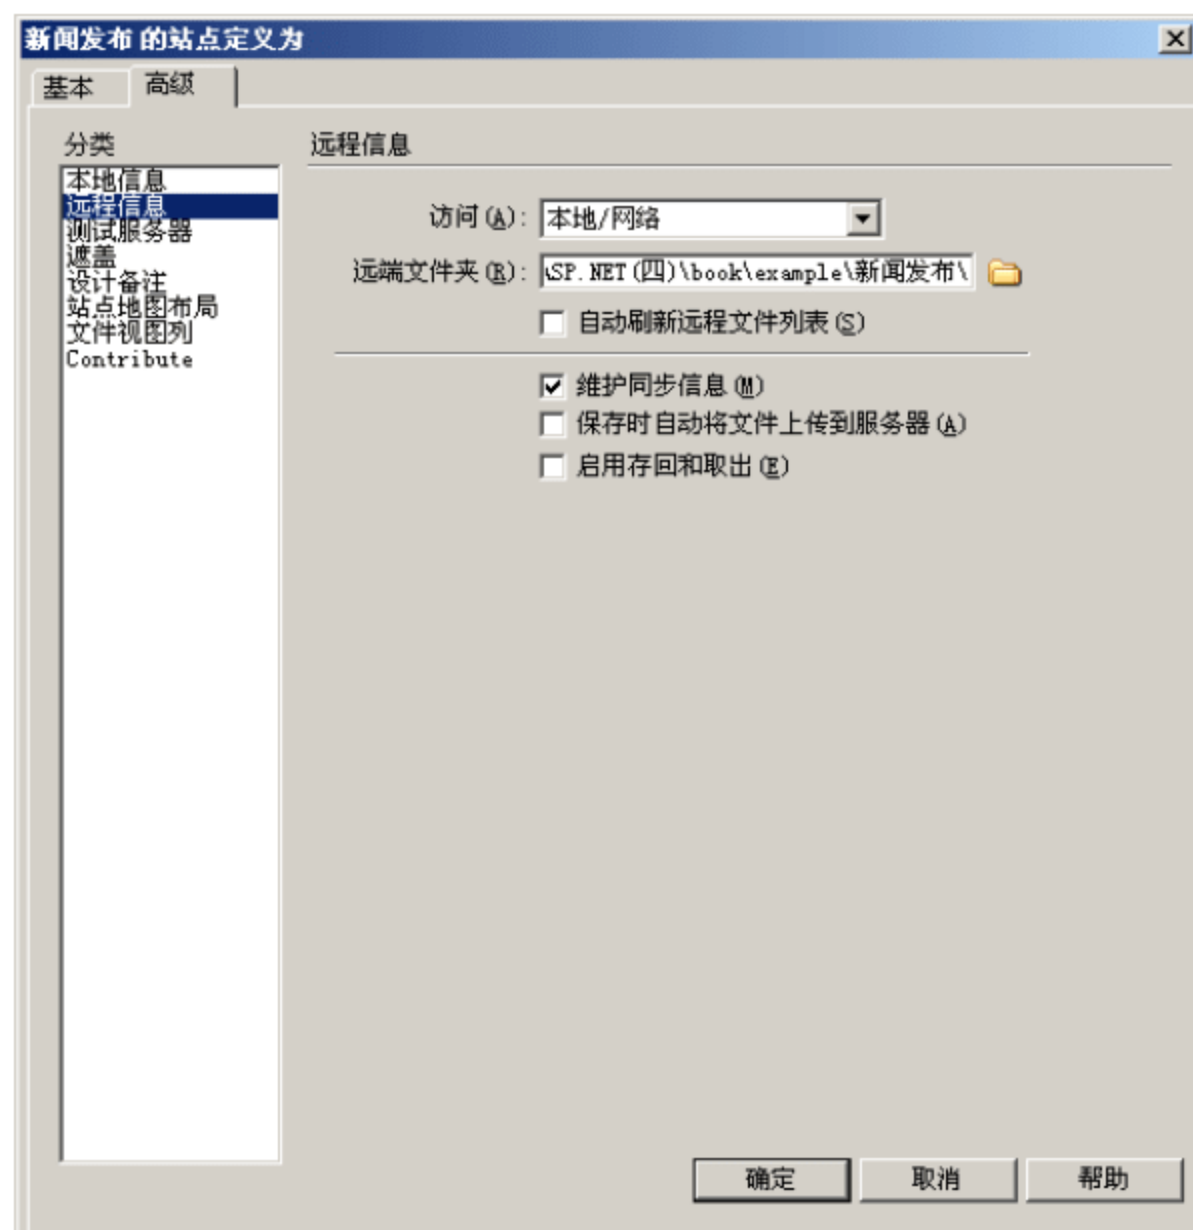 新闻发布 的站点定义为
基本 高级
分类
本地信息
远程信息
测试服务器
遮盖
设计备注
站点地图布局
文件视图列
Contribute
远程信息
访问(A): 本地/网络
远端文件夹(R): \SP.NET(四)\book\example\新闻发布\
自动刷新远程文件列表(S)
维护同步信息(M)
保存时自动将文件上传到服务器(A)
启用存回和取出(E)
确定 取消 帮助